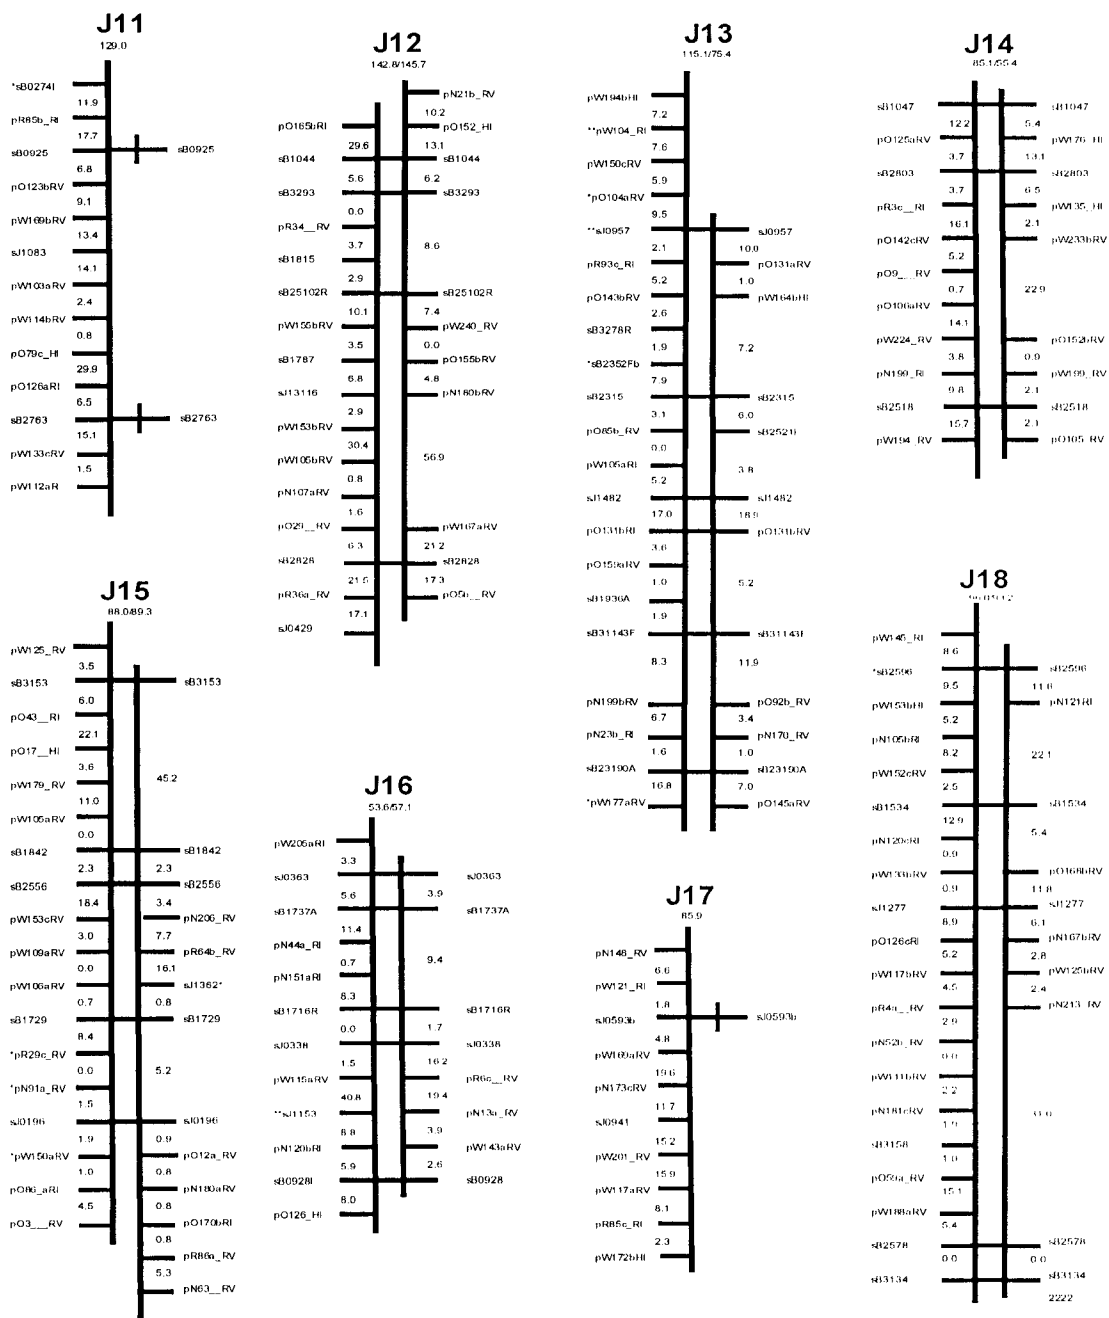 J11
129.0
*sB0274I
11.9
pR85b_RI
17.7
sB0925
sB0925
6.8
pO123bRV
9.1
pW169bRV
13.4
sJ1083
14.1
pW103aRV
2.4
pW114bRV
0.8
pO79c_HI
29.9
pO126aRI
6.5
sB2763
sB2763
15.1
pW133cRV
1.5
pW112aR
J12
142.8/145.7
pN21b_RV
10.2
pO165bRI
pO152_HI
29.6
13.1
sB1044
sB1044
5.6
6.2
sB3293
sB3293
0.0
pR34__RV
3.7
8.6
sB1815
2.9
sB25102R
sB25102R
10.1
7.4
pW155bRV
pW240_RV
3.5
0.0
sB1787
pO155bRV
6.8
4.8
sJ13116
pN180bRV
2.9
pW153bRV
30.4
56.9
pW105bRV
0.8
pN107aRV
1.6
pO29__RV
pW167aRV
6.3
21.2
sB2828
sB2828
21.5
17.3
pR36a_RV
pO5b__RV
17.1
sJ0429
J13
115.1/75.4
pW194bHI
7.2
**pW104_RI
7.6
pW150cRV
5.9
*pO104aRV
9.5
**sJ0957
sJ0957
2.1
10.0
pR93c_RI
pO131aRV
5.2
1.0
pO143bRV
pW164bHI
2.6
sB3278R
1.9
7.2
*sB2352Fb
7.9
sB2315
sB2315
3.1
6.0
pO85b_RV
sB2521I
0.0
pW105aRI
3.8
5.2
sJ1482
sJ1482
17.0
18.9
pO131bRI
pO131bRV
3.6
pO159aRV
1.0
5.2
sB1936A
1.9
sB31143F
sB31143F
8.3
11.9
pN199bRV
pO92b_RV
6.7
3.4
pN23b_RI
pN170_RV
1.6
1.0
sB23190A
sB23190A
16.8
7.0
*pW177aRV
pO145aRV
J14
85.1/55.4
sB1047
sB1047
12.2
5.4
pO125aRV
pW176_HI
3.7
13.1
sB2803
sB2803
3.7
6.5
pR3c__RI
pW135_HI
16.1
2.1
pO142cRV
pW233bRV
5.2
pO9___RV
0.7
22.9
pO106aRV
14.1
pW224_RV
pO152bRV
3.8
0.9
pN199_RI
pW199_RV
9.8
2.1
sB2518
sB2518
15.7
2.1
pW194_RV
pO105_RV
J15
88.0/89.3
pW125_RV
3.5
sB3153
sB3153
6.0
pO43__RI
22.1
pO17__HI
3.6
45.2
pW179_RV
11.0
pW105aRV
0.0
sB1842
sB1842
2.3
2.3
sB2556
sB2556
18.4
3.4
pW153cRV
pN206_RV
3.0
7.7
pW109aRV
pR64b_RV
0.0
16.1
pW106aRV
sJ1362*
0.7
0.8
sB1729
sB1729
8.4
*pR29c_RV
0.0
5.2
*pN91a_RV
1.5
sJ0196
sJ0196
1.9
0.9
*pW150aRV
pO12a_RV
1.0
0.8
pO86_aRI
pN180aRV
4.5
0.8
pO3___RV
pO170bRI
0.8
pR86a_RV
5.3
pN63__RV
J16
53.6/57.1
pW205aRI
3.3
sJ0363
sJ0363
5.6
3.9
sB1737A
sB1737A
11.4
pN44a_RI
0.7
9.4
pN151aRI
8.3
sB1716R
sB1716R
0.0
1.7
sJ0338
sJ0338
1.5
16.2
pW115aRV
pR6c__RV
40.8
19.4
**sJ1153
pN13a_RV
8.8
3.9
pN120bRI
pW143aRV
5.9
2.6
sB0928I
sB0928
8.0
pO126_HI
J17
85.9
pN148_RV
6.6
pW121_RI
1.8
sJ0593b
sJ0593b
4.8
pW169aRV
19.6
pN173cRV
11.7
sJ0941
15.2
pW201_RV
15.9
pW117aRV
8.1
pR85c_RI
2.3
pW172bHI
J18
pW145_RI
8.6
*sB2596
sB2596
9.5
11.6
pW153bHI
pN121RI
5.2
pN105bRI
8.2
22.1
pW152cRV
2.5
sB1534
sB1534
12.9
5.4
pN120cRI
0.9
pW133bRV
pO168bRV
0.9
11.8
sJ1277
sJ1277
8.9
6.1
pO126cRI
pN167bRV
5.2
2.8
pW117bRV
pW125bRV
4.5
2.4
pR4a__RV
pN213_RV
2.9
pN52b_RV
0.0
pW111bRV
2.2
pN181cRV
1.9
sB3158
1.0
pO59a_RV
15.1
pW188aRV
5.4
sB2578
sB2578
0.0
0.0
sB3134
sB3134
2222